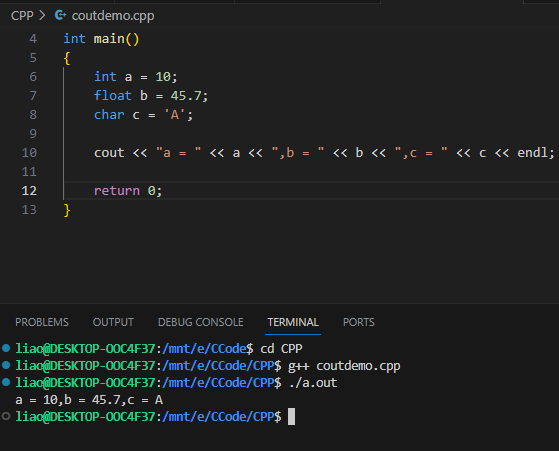 CPP > coutdemo.cpp
4 int main()
5 {
6 int a = 10;
7 float b = 45.7;
8 char c = 'A';
9
10 cout << "a = " << a << ",b = " << b << ",c = " << c << endl;
11
12 return 0;
13 }
PROBLEMS OUTPUT DEBUG CONSOLE TERMINAL PORTS
liao@DESKTOP-OOC4F37:/mnt/e/CCode$ cd CPP
liao@DESKTOP-OOC4F37:/mnt/e/CCode/CPP$ g++ coutdemo.cpp
liao@DESKTOP-OOC4F37:/mnt/e/CCode/CPP$ ./a.out
a = 10,b = 45.7,c = A
liao@DESKTOP-OOC4F37:/mnt/e/CCode/CPP$